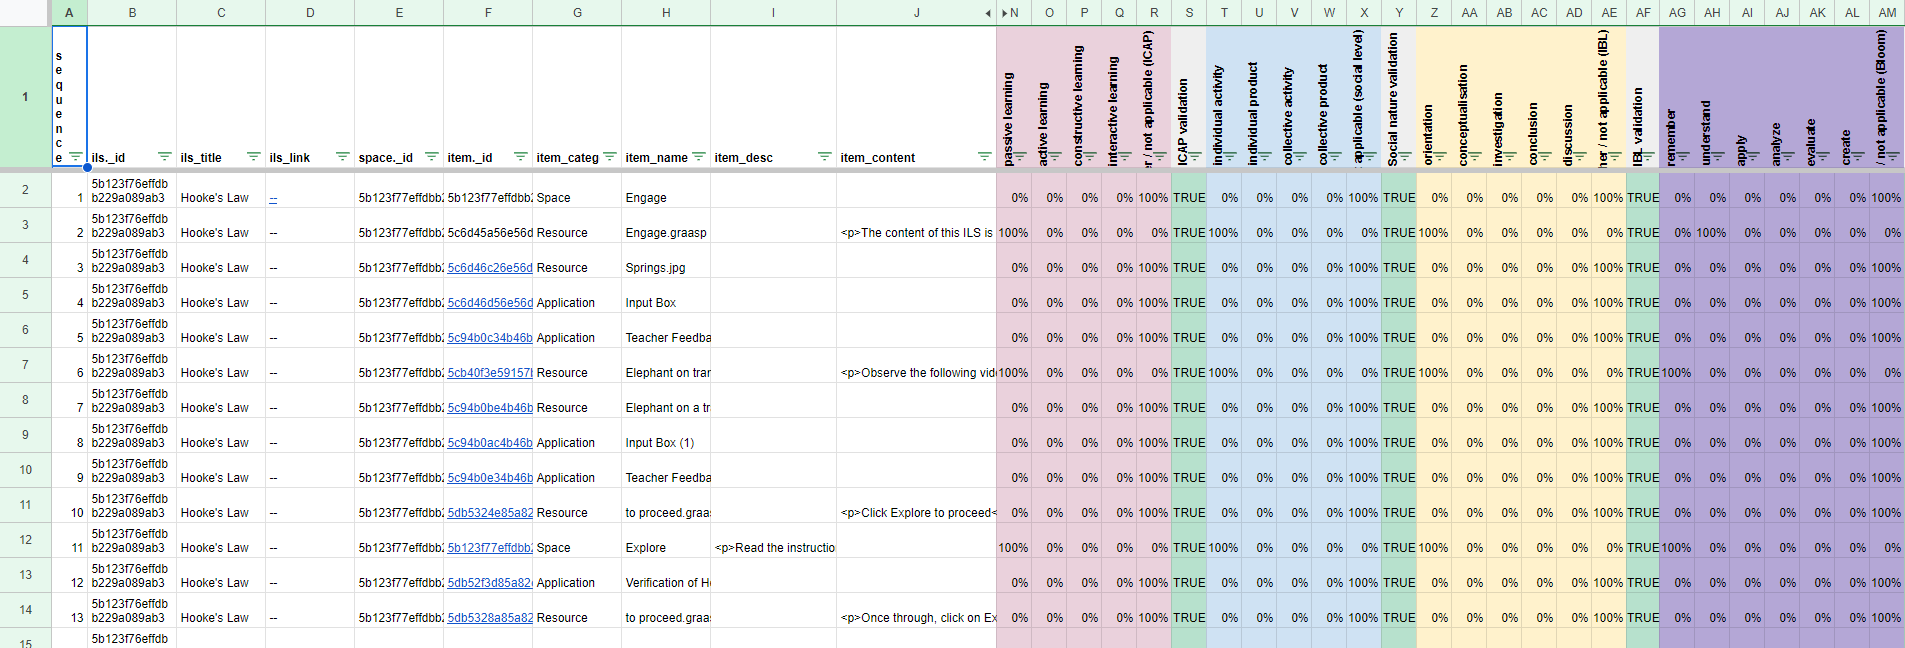 A B C D E F G H I J N O P Q R S T U V W X Y Z AA AB AC AD AE AF AG AH AI AJ AK AL AM
1 sequence ils._id ils_title ils_link space._id item._id item_categ item_name item_desc item_content passive learning active learning constructive learning interactive learning er / not applicable (ICAP) ICAP validation individual activity individual product collective activity collective product applicable (social level) Social nature validation orientation conceptualisation investigation conclusion discussion her / not applicable (IBL) IBL validation remember understand apply analyze evaluate create / not applicable (Bloom)
2 1 5b123f76effdb
b229a089ab3 Hooke's Law -- 5b123f77effdbb2 5b123f77effdbb2 Space Engage 0% 0% 0% 0% 100% TRUE 0% 0% 0% 0% 100% TRUE 0% 0% 0% 0% 0% 100% TRUE 0% 0% 0% 0% 0% 0% 100%
3 2 5b123f76effdb
b229a089ab3 Hooke's Law -- 5b123f77effdbb2 5c6d45a56e56d Resource Engage.graasp <p>The content of this ILS is 100% 0% 0% 0% 0% TRUE 100% 0% 0% 0% 0% TRUE 100% 0% 0% 0% 0% 0% TRUE 0% 100% 0% 0% 0% 0% 0%
4 3 5b123f76effdb
b229a089ab3 Hooke's Law -- 5b123f77effdbb2 5c6d46c26e56d Resource Springs.jpg 0% 0% 0% 0% 100% TRUE 0% 0% 0% 0% 100% TRUE 0% 0% 0% 0% 0% 100% TRUE 0% 0% 0% 0% 0% 0% 100%
5 4 5b123f76effdb
b229a089ab3 Hooke's Law -- 5b123f77effdbb2 5c6d46d56e56d Application Input Box 0% 0% 0% 0% 100% TRUE 0% 0% 0% 0% 100% TRUE 0% 0% 0% 0% 0% 100% TRUE 0% 0% 0% 0% 0% 0% 100%
6 5 5b123f76effdb
b229a089ab3 Hooke's Law -- 5b123f77effdbb2 5c94b0c34b46b Application Teacher Feedba 0% 0% 0% 0% 100% TRUE 0% 0% 0% 0% 100% TRUE 0% 0% 0% 0% 0% 100% TRUE 0% 0% 0% 0% 0% 0% 100%
7 6 5b123f76effdb
b229a089ab3 Hooke's Law -- 5b123f77effdbb2 5cb40f3e59157 Resource Elephant on tran <p>Observe the following vid 100% 0% 0% 0% 0% TRUE 100% 0% 0% 0% 0% TRUE 100% 0% 0% 0% 0% 0% TRUE 100% 0% 0% 0% 0% 0% 0%
8 7 5b123f76effdb
b229a089ab3 Hooke's Law -- 5b123f77effdbb2 5c94b0be4b46b Resource Elephant on a tr 0% 0% 0% 0% 100% TRUE 0% 0% 0% 0% 100% TRUE 0% 0% 0% 0% 0% 100% TRUE 0% 0% 0% 0% 0% 0% 100%
9 8 5b123f76effdb
b229a089ab3 Hooke's Law -- 5b123f77effdbb2 5c94b0ac4b46b Application Input Box (1) 0% 0% 0% 0% 100% TRUE 0% 0% 0% 0% 100% TRUE 0% 0% 0% 0% 0% 100% TRUE 0% 0% 0% 0% 0% 0% 100%
10 9 5b123f76effdb
b229a089ab3 Hooke's Law -- 5b123f77effdbb2 5c94b0e34b46b Application Teacher Feedba 0% 0% 0% 0% 100% TRUE 0% 0% 0% 0% 100% TRUE 0% 0% 0% 0% 0% 100% TRUE 0% 0% 0% 0% 0% 0% 100%
11 10 5b123f76effdb
b229a089ab3 Hooke's Law -- 5b123f77effdbb2 5db5324e85a82 Resource to proceed.graas <p>Click Explore to proceed< 0% 0% 0% 0% 100% TRUE 0% 0% 0% 0% 100% TRUE 0% 0% 0% 0% 0% 100% TRUE 0% 0% 0% 0% 0% 0% 100%
12 11 5b123f76effdb
b229a089ab3 Hooke's Law -- 5b123f77effdbb2 5b123f77effdbb2 Space Explore <p>Read the instructio 100% 0% 0% 0% 0% TRUE 100% 0% 0% 0% 0% TRUE 100% 0% 0% 0% 0% 0% TRUE 100% 0% 0% 0% 0% 0% 0%
13 12 5b123f76effdb
b229a089ab3 Hooke's Law -- 5b123f77effdbb2 5db52f3d85a82 Application Verification of H 0% 0% 0% 0% 100% TRUE 0% 0% 0% 0% 100% TRUE 0% 0% 0% 0% 0% 100% TRUE 0% 0% 0% 0% 0% 0% 100%
14 13 5b123f76effdb
b229a089ab3 Hooke's Law -- 5b123f77effdbb2 5db5328a85a82 Resource to proceed.graas <p>Once through, click on Ex 0% 0% 0% 0% 100% TRUE 0% 0% 0% 0% 100% TRUE 0% 0% 0% 0% 0% 100% TRUE 0% 0% 0% 0% 0% 0% 100%
15 5b123f76effdb